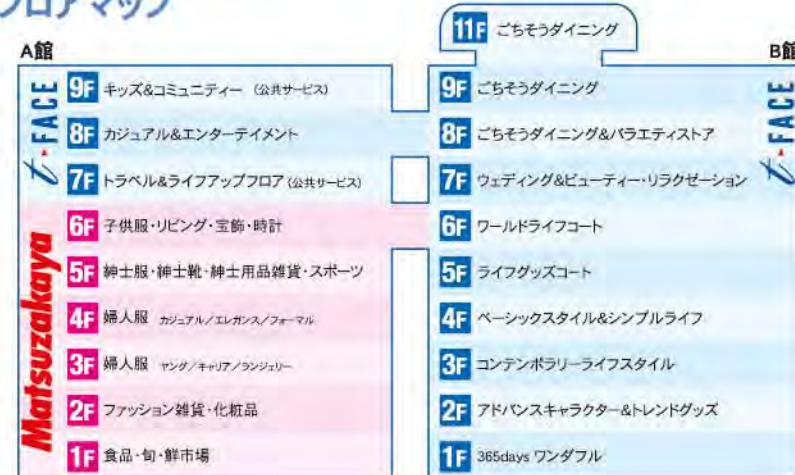 フロアマップ
11F ごちそうダイニング
A館
B館
t・FACE
9F キッズ&コミュニティー (公共サービス)
8F カジュアル&エンターテイメント
7F トラベル&ライフアップフロア(公共サービス)
Matsuzakaya
6F 子供服・リビング・宝飾・時計
5F 紳士服・紳士靴・紳士用品雑貨・スポーツ
4F 婦人服 カジュアル/エレガンス/フォーマル
3F 婦人服 ヤング/キャリア/ランジェリー
2F ファッション雑貨・化粧品
1F 食品・旬・鮮市場
t・FACE
9F ごちそうダイニング
8F ごちそうダイニング&バラエティストア
7F ウェディング&ビューティー・リラクゼーション
6F ワールドライフコート
5F ライフグッズコート
4F ベーシックスタイル&シンプルライフ
3F コンテンポラリーライフスタイル
2F アドバンスキャラクター&トレンドグッズ
1F 365days ワンダフル